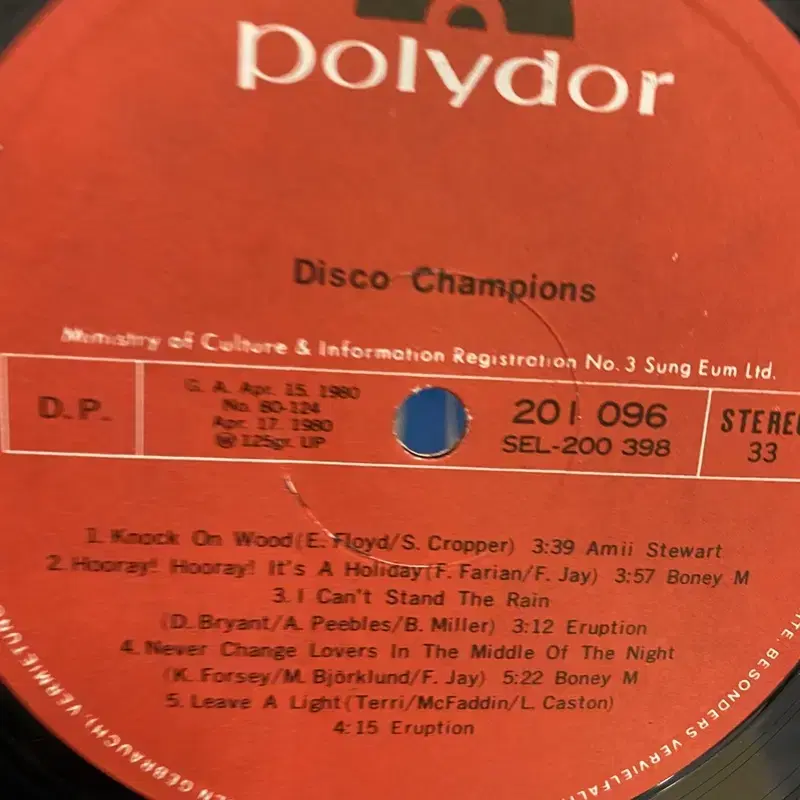 polydor
Disco Champions
Ministry of Culture & Information Registration No. 3 Sung Eum Ltd.
D.P.
G. A. Apr. 15. 1980
No. 80-124
Apr. 17. 1980
Ⓦ 125gr. UP
201 096
SEL-200 398
STEREO
33
1. Knock On Wood (E. Floyd/S. Cropper) 3:39 Amii Stewart
2. Hooray! Hooray! It's A Holiday (F. Farian/F. Jay) 3:57 Boney M
3. I Can't Stand The Rain
(D. Bryant/A. Peebles/B. Miller) 3:12 Eruption
4. Never Change Lovers In The Middle Of The Night
(K. Forsey/M. Björklund/F. Jay) 5:22 Boney M
5. Leave A Light (Terri/McFaddin/L. Caston)
4:15 Eruption
TE, BESONDERS VERVIELFÄL
EN GEBRAUCH), VERMIETUNG